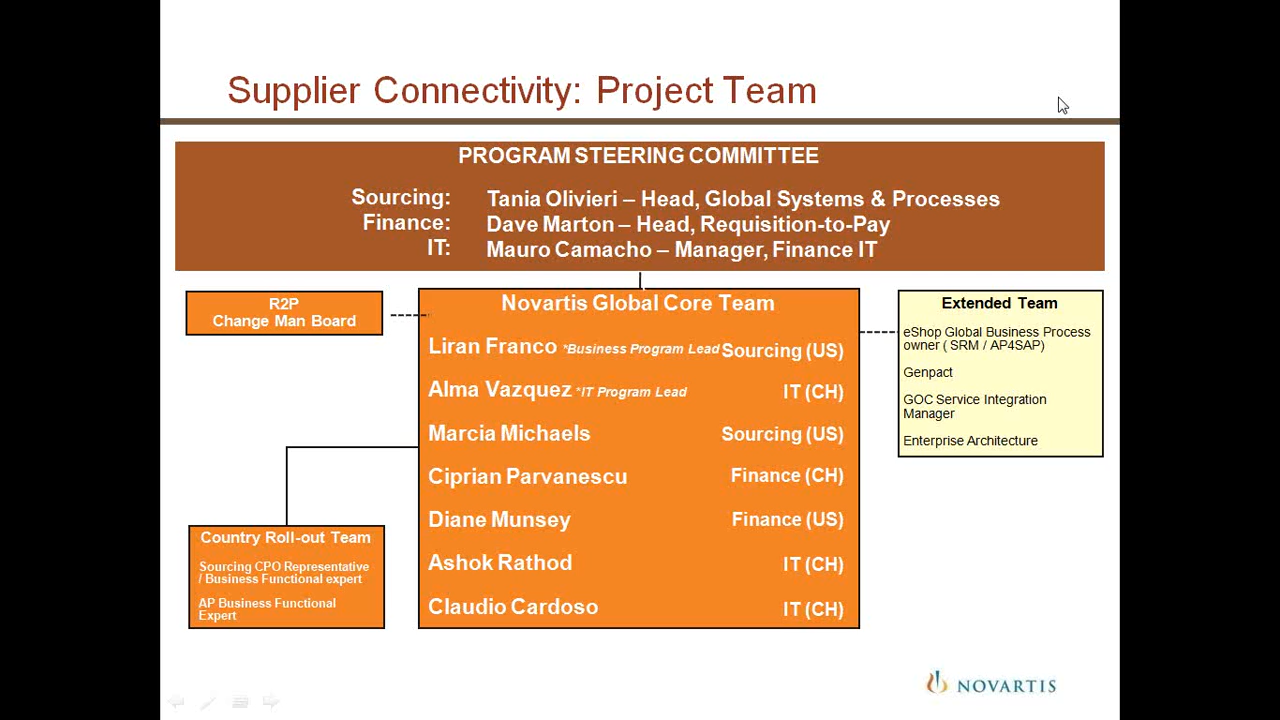 Supplier Connectivity: Project Team
PROGRAM STEERING COMMITTEE
Sourcing: Tania Olivieri – Head, Global Systems & Processes
Finance: Dave Marton – Head, Requisition-to-Pay
IT: Mauro Camacho – Manager, Finance IT
R2P
Change Man Board
Novartis Global Core Team
Liran Franco *Business Program Lead Sourcing (US)
Alma Vazquez *IT Program Lead IT (CH)
Marcia Michaels Sourcing (US)
Ciprian Parvanescu Finance (CH)
Diane Munsey Finance (US)
Ashok Rathod IT (CH)
Claudio Cardoso IT (CH)
Extended Team
eShop Global Business Process
owner ( SRM / AP4SAP)
Genpact
GOC Service Integration
Manager
Enterprise Architecture
Country Roll-out Team
Sourcing CPO Representative
/ Business Functional expert
AP Business Functional
Expert
NOVARTIS